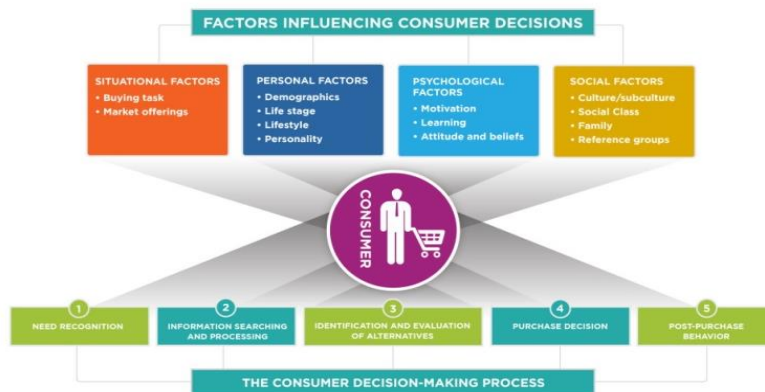 FACTORS INFLUENCING CONSUMER DECISIONS
SITUATIONAL FACTORS
• Buying task
• Market offerings
PERSONAL FACTORS
• Demographics
• Life stage
• Lifestyle
• Personality
PSYCHOLOGICAL
FACTORS
• Motivation
• Learning
• Attitude and beliefs
SOCIAL FACTORS
• Culture/subculture
• Social Class
• Family
• Reference groups
CONSUMER
1
NEED RECOGNITION
2
INFORMATION SEARCHING
AND PROCESSING
3
IDENTIFICATION AND EVALUATION
OF ALTERNATIVES
4
PURCHASE DECISION
5
POST-PURCHASE
BEHAVIOR
THE CONSUMER DECISION-MAKING PROCESS